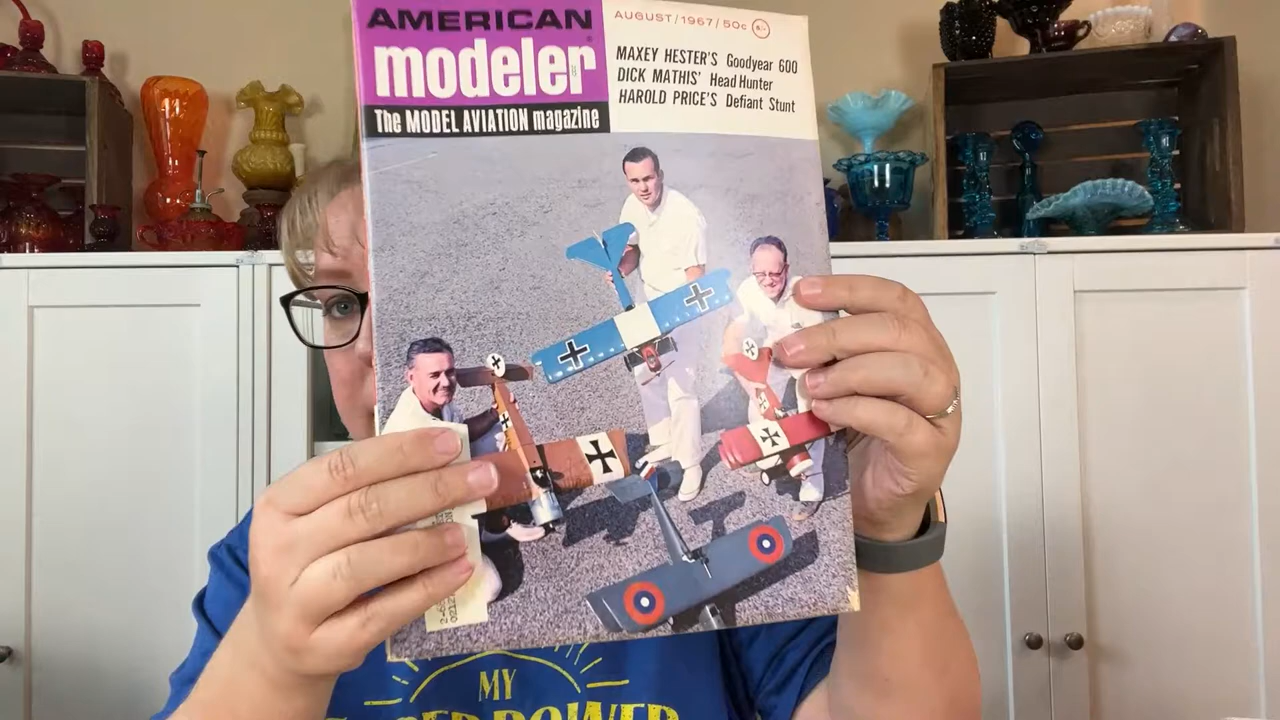 AMERICAN
modeler
The MODEL AVIATION magazine
AUGUST/1967/50c
MAXEY HESTER'S Goodyear 600
DICK MATHIS' Head Hunter
HAROLD PRICE'S Defiant Stunt
MY